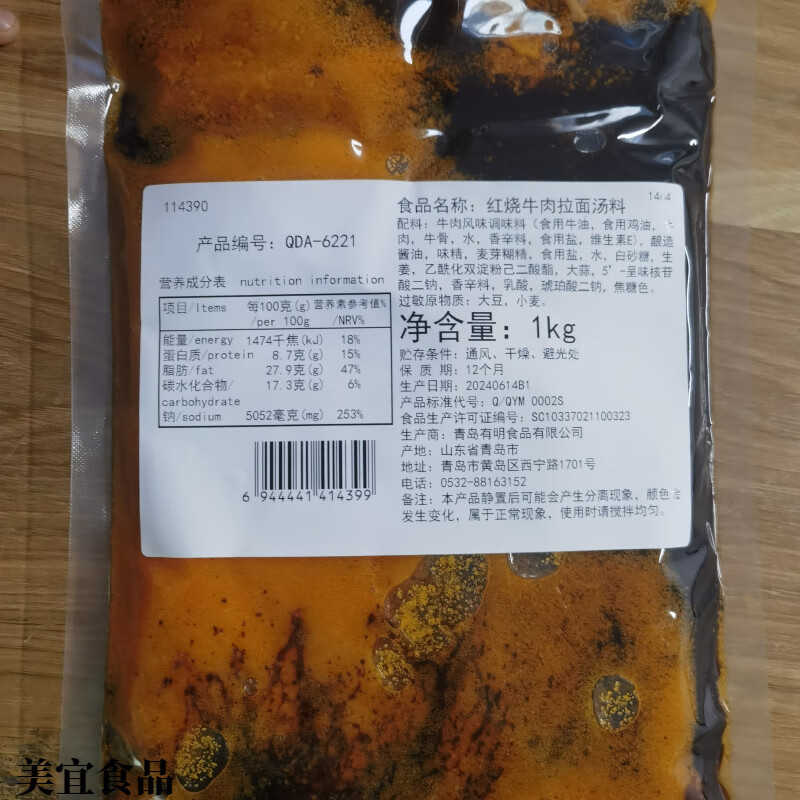 114390
产品编号：QDA-6221
营养成分表 nutrition information
项目/Items 每100克(g)/per 100g 营养素参考值%/NRV%
能量/energy 1474千焦(kJ) 18%
蛋白质/protein 8.7克(g) 15%
脂肪/fat 27.9克(g) 47%
碳水化合物/carbohydrate 17.3克(g) 6%
钠/sodium 5052毫克(mg) 253%
6 944441 414399
食品名称：红烧牛肉拉面汤料
配料：牛肉风味调味料（食用牛油，食用鸡油，
肉，牛骨，水，香辛料，食用盐，维生素E），酿造
酱油，味精，麦芽糊精，食用盐，水，白砂糖，生
姜，乙酰化双淀粉己二酸酯，大蒜，5'-呈味核苷
酸二钠，香辛料，乳酸，琥珀酸二钠，焦糖色。
过敏原物质：大豆，小麦。
净含量：1kg
贮存条件：通风、干燥、避光处
保 质 期：12个月
生产日期：20240614B1
产品标准代号：Q/QYM 0002S
食品生产许可证编号：SC10337021100323
生产商：青岛有明食品有限公司
产地：山东省青岛市
地址：青岛市黄岛区西宁路1701号
电话：0532-88163152
备注：本产品静置后可能会产生分离现象，颜色会
发生变化，属于正常现象，使用时请搅拌均匀。
美宜食品